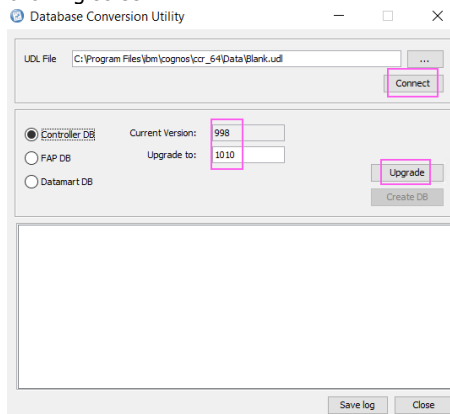 Database Conversion Utility
UDL File C:\Program Files\ibm\cognos\ccr_64\Data\Blank.udl ...
Connect
Controller DB Current Version: 998
FAP DB Upgrade to: 1010
Upgrade
Datamart DB
Create DB
Save log Close